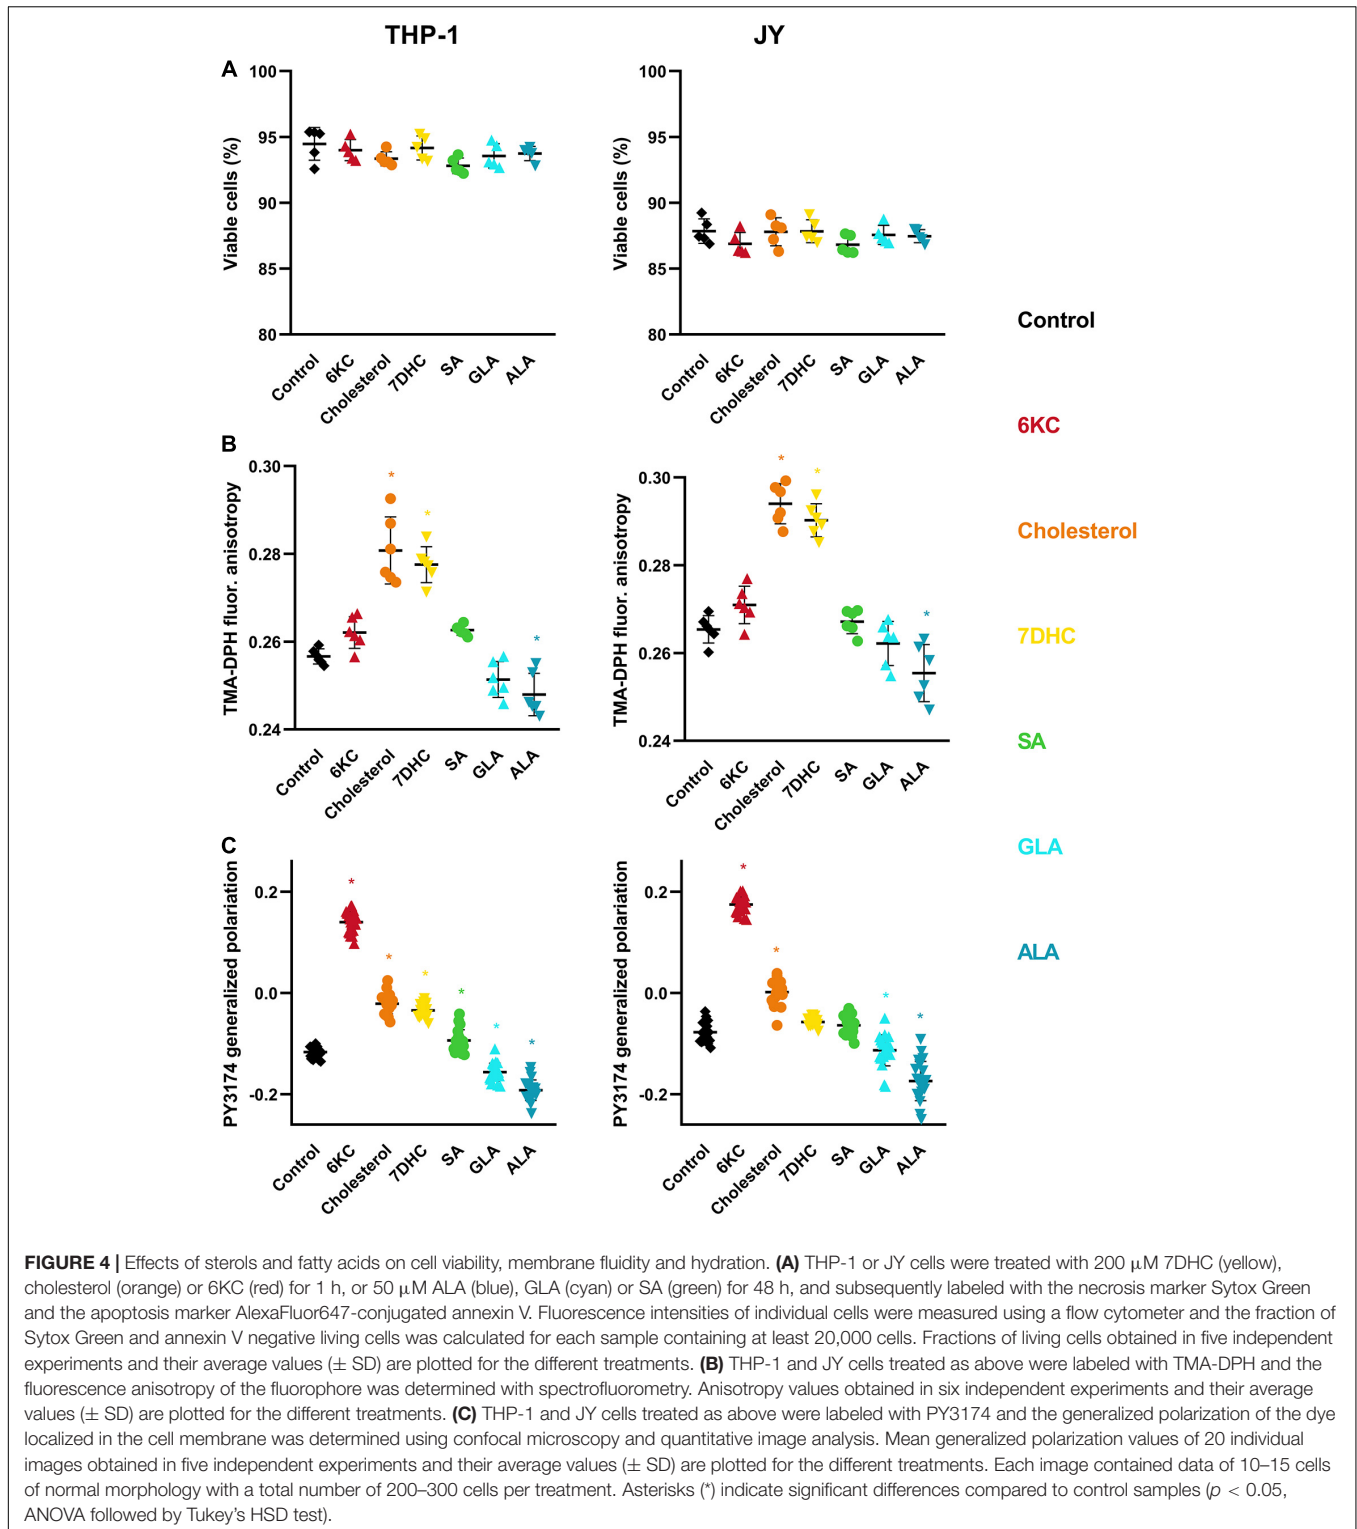 THP-1
JY
A
100
95
90
85
80
Viable cells (%)
Control
6KC
Cholesterol
7DHC
SA
GLA
ALA
100
95
90
85
80
Viable cells (%)
Control
6KC
Cholesterol
7DHC
SA
GLA
ALA
B
0.30
0.28
0.26
0.24
TMA-DPH fluor. anisotropy
*
*
*
Control
6KC
Cholesterol
7DHC
SA
GLA
ALA
0.30
0.28
0.26
0.24
TMA-DPH fluor. anisotropy
*
*
*
Control
6KC
Cholesterol
7DHC
SA
GLA
ALA
C
0.2
0.0
-0.2
PY3174 generalized polariation
*
*
*
*
*
*
Control
6KC
Cholesterol
7DHC
SA
GLA
ALA
0.2
0.0
-0.2
PY3174 generalized polariation
*
*
*
*
Control
6KC
Cholesterol
7DHC
SA
GLA
ALA
Control
6KC
Cholesterol
7DHC
SA
GLA
ALA
FIGURE 4 | Effects of sterols and fatty acids on cell viability, membrane fluidity and hydration. (A) THP-1 or JY cells were treated with 200 μM 7DHC (yellow),
cholesterol (orange) or 6KC (red) for 1 h, or 50 μM ALA (blue), GLA (cyan) or SA (green) for 48 h, and subsequently labeled with the necrosis marker Sytox Green
and the apoptosis marker AlexaFluor647-conjugated annexin V. Fluorescence intensities of individual cells were measured using a flow cytometer and the fraction of
Sytox Green and annexin V negative living cells was calculated for each sample containing at least 20,000 cells. Fractions of living cells obtained in five independent
experiments and their average values (± SD) are plotted for the different treatments. (B) THP-1 and JY cells treated as above were labeled with TMA-DPH and the
fluorescence anisotropy of the fluorophore was determined with spectrofluorometry. Anisotropy values obtained in six independent experiments and their average
values (± SD) are plotted for the different treatments. (C) THP-1 and JY cells treated as above were labeled with PY3174 and the generalized polarization of the dye
localized in the cell membrane was determined using confocal microscopy and quantitative image analysis. Mean generalized polarization values of 20 individual
images obtained in five independent experiments and their average values (± SD) are plotted for the different treatments. Each image contained data of 10–15 cells
of normal morphology with a total number of 200–300 cells per treatment. Asterisks (*) indicate significant differences compared to control samples (p < 0.05,
ANOVA followed by Tukey's HSD test).